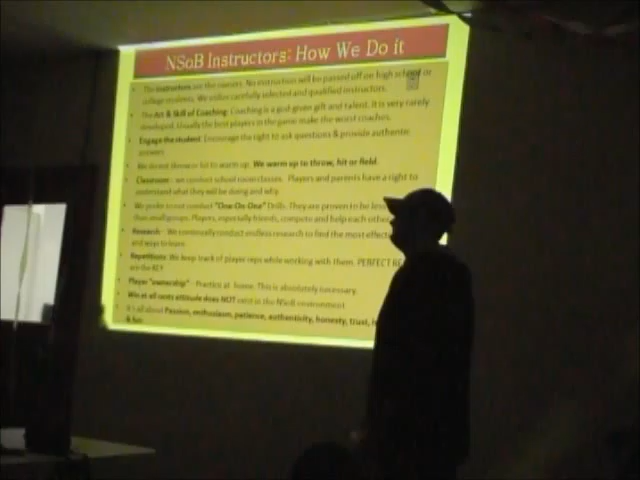 NSoB Instructors: How We Do it
The instructors are the owners. No instruction will be passed off on high school or
college students. We utilize carefully selected and qualified instructors.
The Art & Skill of Coaching: Coaching is a god-given gift and talent. It is very rarely
developed. Usually the best players in the game make the worst coaches.
Engage the student: Encourage the right to ask questions & provide authentic
answers
We do not throw or hit to warm up. We warm up to throw, hit or field.
Classroom – we conduct school room classes. Players and parents have a right to
understand what they will be doing and why.
We prefer to not conduct "One-On-One" Drills. They are proven to be less
than small groups. Players, especially friends, compete and help each other
Research – We continually conduct endless research to find the most
and ways to learn.
Repetitions: We keep track of player reps while working with them. PERFECT
are the KEY
Player "ownership" – Practice at home. This is absolutely necessary.
Win at all costs attitude does NOT exist in the NSoB environment.
It's all about Passion, enthusiasm, patience, authenticity, honesty, trust,
& fun